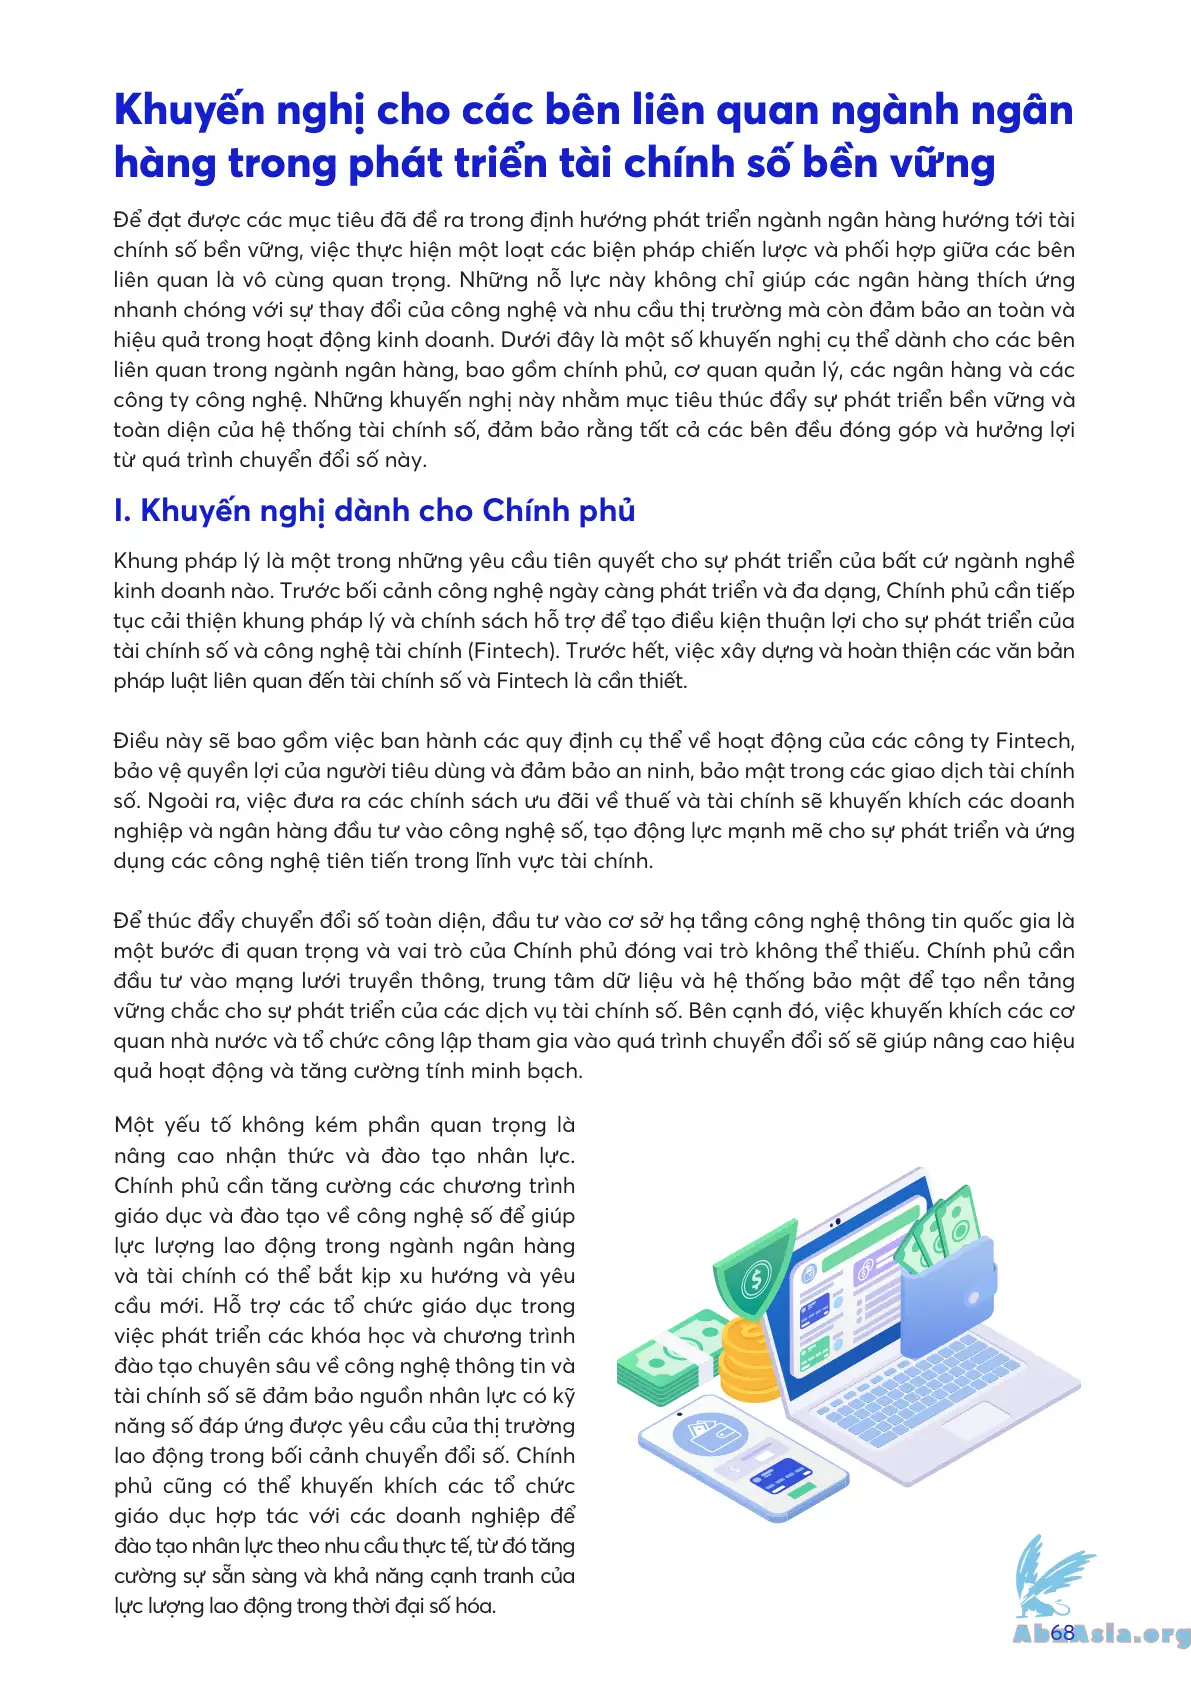 Khuyến nghị cho các bên liên quan ngành ngân
hàng trong phát triển tài chính số bền vững
Để đạt được các mục tiêu đã đề ra trong định hướng phát triển ngành ngân hàng hướng tới tài
chính số bền vững, việc thực hiện một loạt các biện pháp chiến lược và phối hợp giữa các bên
liên quan là vô cùng quan trọng. Những nỗ lực này không chỉ giúp các ngân hàng thích ứng
nhanh chóng với sự thay đổi của công nghệ và nhu cầu thị trường mà còn đảm bảo an toàn và
hiệu quả trong hoạt động kinh doanh. Dưới đây là một số khuyến nghị cụ thể dành cho các bên
liên quan trong ngành ngân hàng, bao gồm chính phủ, cơ quan quản lý, các ngân hàng và các
công ty công nghệ. Những khuyến nghị này nhằm mục tiêu thúc đẩy sự phát triển bền vững và
toàn diện của hệ thống tài chính số, đảm bảo rằng tất cả các bên đều đóng góp và hưởng lợi
từ quá trình chuyển đổi số này.
I. Khuyến nghị dành cho Chính phủ
Khung pháp lý là một trong những yêu cầu tiên quyết cho sự phát triển của bất cứ ngành nghề
kinh doanh nào. Trước bối cảnh công nghệ ngày càng phát triển và đa dạng, Chính phủ cần tiếp
tục cải thiện khung pháp lý và chính sách hỗ trợ để tạo điều kiện thuận lợi cho sự phát triển của
tài chính số và công nghệ tài chính (Fintech). Trước hết, việc xây dựng và hoàn thiện các văn bản
pháp luật liên quan đến tài chính số và Fintech là cần thiết.
Điều này sẽ bao gồm việc ban hành các quy định cụ thể về hoạt động của các công ty Fintech,
bảo vệ quyền lợi của người tiêu dùng và đảm bảo an ninh, bảo mật trong các giao dịch tài chính
số. Ngoài ra, việc đưa ra các chính sách ưu đãi về thuế và tài chính sẽ khuyến khích các doanh
nghiệp và ngân hàng đầu tư vào công nghệ số, tạo động lực mạnh mẽ cho sự phát triển và ứng
dụng các công nghệ tiên tiến trong lĩnh vực tài chính.
Để thúc đẩy chuyển đổi số toàn diện, đầu tư vào cơ sở hạ tầng công nghệ thông tin quốc gia là
một bước đi quan trọng và vai trò của Chính phủ đóng vai trò không thể thiếu. Chính phủ cần
đầu tư vào mạng lưới truyền thông, trung tâm dữ liệu và hệ thống bảo mật để tạo nền tảng
vững chắc cho sự phát triển của các dịch vụ tài chính số. Bên cạnh đó, việc khuyến khích các cơ
quan nhà nước và tổ chức công lập tham gia vào quá trình chuyển đổi số sẽ giúp nâng cao hiệu
quả hoạt động và tăng cường tính minh bạch.
Một yếu tố không kém phần quan trọng là
nâng cao nhận thức và đào tạo nhân lực.
Chính phủ cần tăng cường các chương trình
giáo dục và đào tạo về công nghệ số để giúp
lực lượng lao động trong ngành ngân hàng
và tài chính có thể bắt kịp xu hướng và yêu
cầu mới. Hỗ trợ các tổ chức giáo dục trong
việc phát triển các khóa học và chương trình
đào tạo chuyên sâu về công nghệ thông tin và
tài chính số sẽ đảm bảo nguồn nhân lực có kỹ
năng số đáp ứng được yêu cầu của thị trường
lao động trong bối cảnh chuyển đổi số. Chính
phủ cũng có thể khuyến khích các tổ chức
giáo dục hợp tác với các doanh nghiệp để
đào tạo nhân lực theo nhu cầu thực tế, từ đó tăng
cường sự sẵn sàng và khả năng cạnh tranh của
lực lượng lao động trong thời đại số hóa.
68